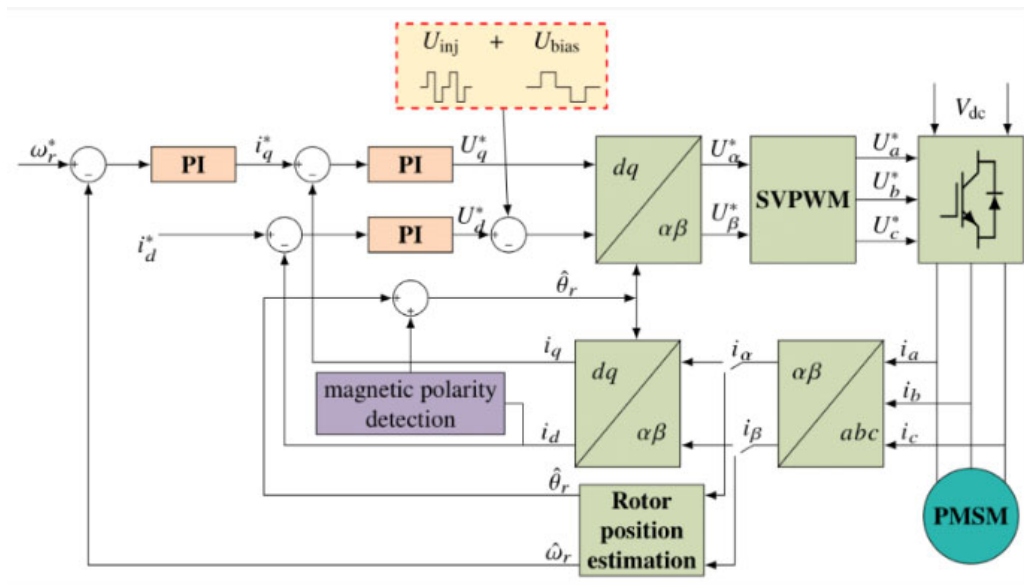 U_inj + U_bias
V_dc
ω_r^* + - PI i_q^* + - PI U_q^* dq αβ U_α^* SVPWM U_a^*
U_b^*
i_d^* + - PI U_d^* + - U_β^* U_c^*
+ + θ̂_r
i_q dq αβ i_α αβ abc i_a
magnetic polarity
detection
i_b
i_d i_β i_c
θ̂_r
Rotor
position
estimation
ω̂_r
PMSM